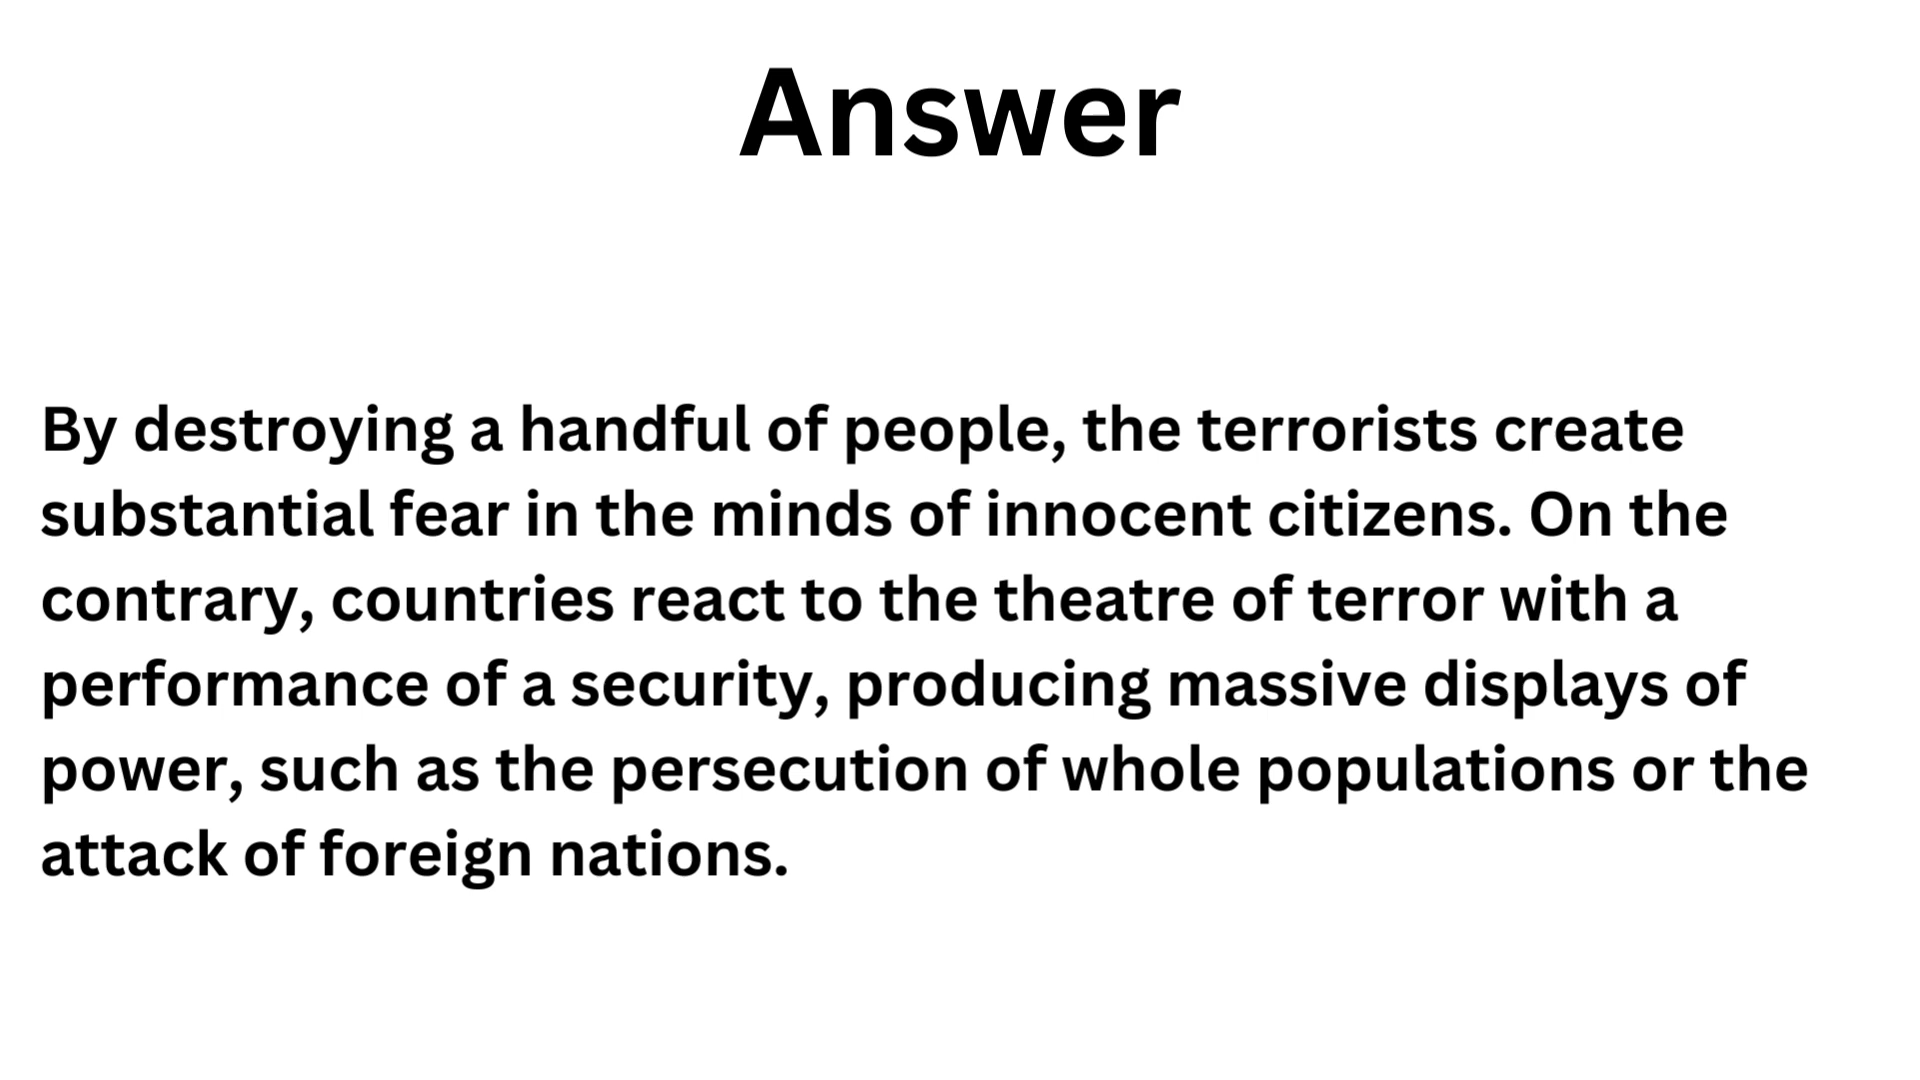 Answer
By destroying a handful of people, the terrorists create
substantial fear in the minds of innocent citizens. On the
contrary, countries react to the theatre of terror with a
performance of a security, producing massive displays of
power, such as the persecution of whole populations or the
attack of foreign nations.